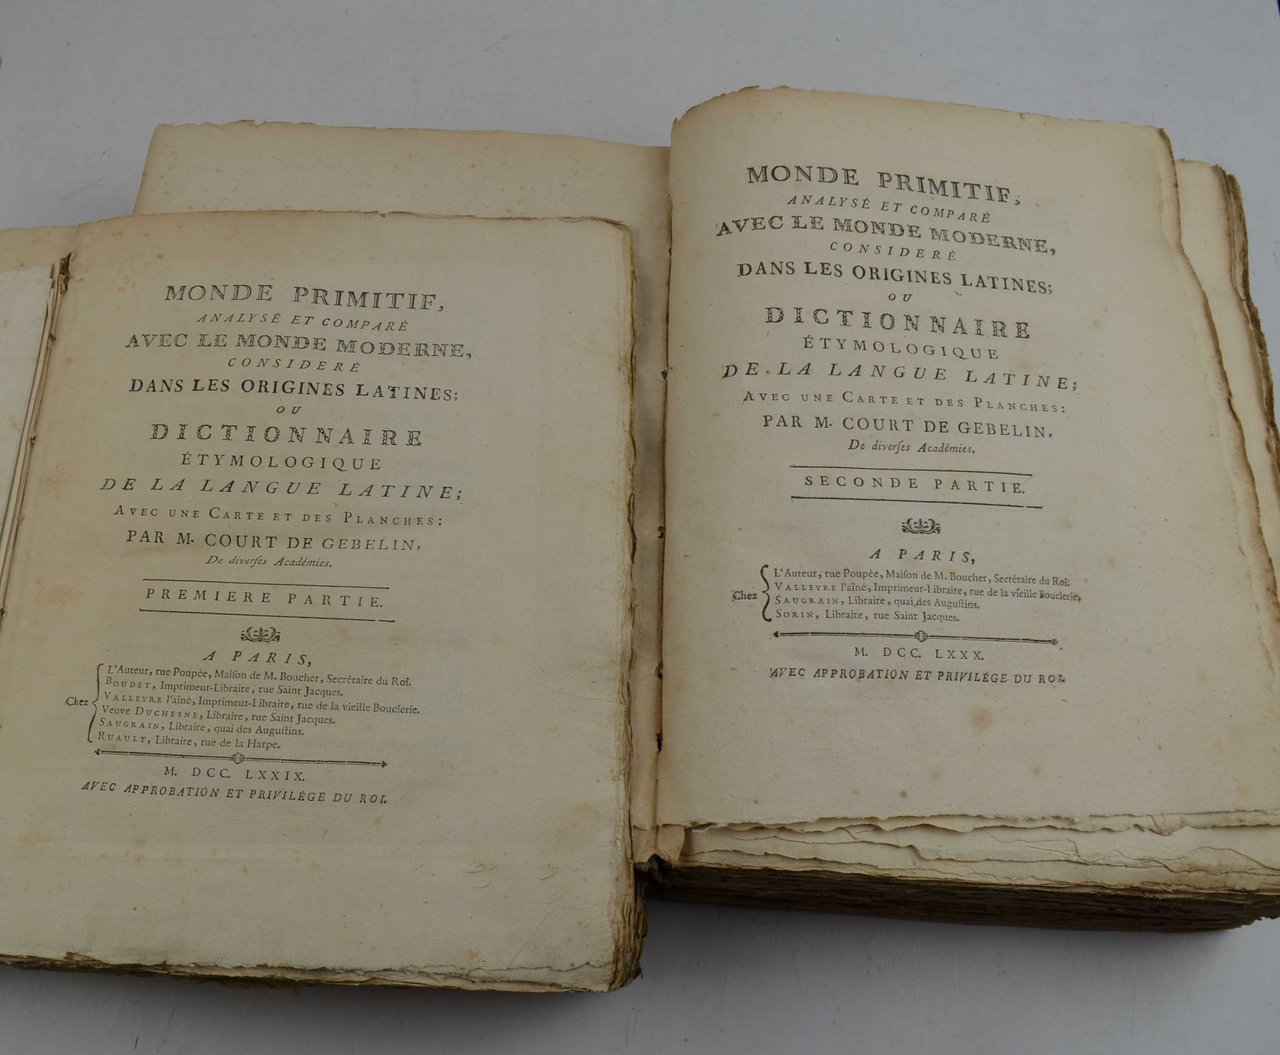 MONDE PRIMITIF,
ANALYSÉ ET COMPARÉ
AVEC LE MONDE MODERNE,
CONSIDERÉ
DANS LES ORIGINES LATINES;
OU
DICTIONNAIRE
ÉTYMOLOGIQUE
DE LA LANGUE LATINE;
AVEC UNE CARTE ET DES PLANCHES:
PAR M. COURT DE GEBELIN,
De diverſes Académies.
PREMIERE PARTIE.
A PARIS,
Chez
L'Auteur, rue Poupée, Maiſon de M. Boucher, Secrétaire du Roi.
BOUDET, Imprimeur-Libraire, rue Saint Jacques.
VALLEYRE l'aîné, Imprimeur-Libraire, rue de la vieille Bouclerie.
Veuve DUCHESNE, Libraire, rue Saint Jacques.
SAUGRAIN, Libraire, quai des Auguſtins.
RUAULT, Libraire, rue de la Harpe.
M. DCC. LXXIX.
AVEC APPROBATION ET PRIVILÉGE DU ROI.
MONDE PRIMITIF,
ANALYSÉ ET COMPARÉ
AVEC LE MONDE MODERNE,
CONSIDERÉ
DANS LES ORIGINES LATINES;
OU
DICTIONNAIRE
ÉTYMOLOGIQUE
DE LA LANGUE LATINE;
AVEC UNE CARTE ET DES PLANCHES:
PAR M. COURT DE GEBELIN,
De diverſes Académies.
SECONDE PARTIE.
A PARIS,
Chez
L'Auteur, rue Poupée, Maiſon de M. Boucher, Secrétaire du Roi.
VALLEYRE l'aîné, Imprimeur-Libraire, rue de la vieille Bouclerie.
SAUGRAIN, Libraire, quai des Auguſtins.
SORIN, Libraire, rue Saint Jacques.
M. DCC. LXXX.
AVEC APPROBATION ET PRIVILÉGE DU ROI.